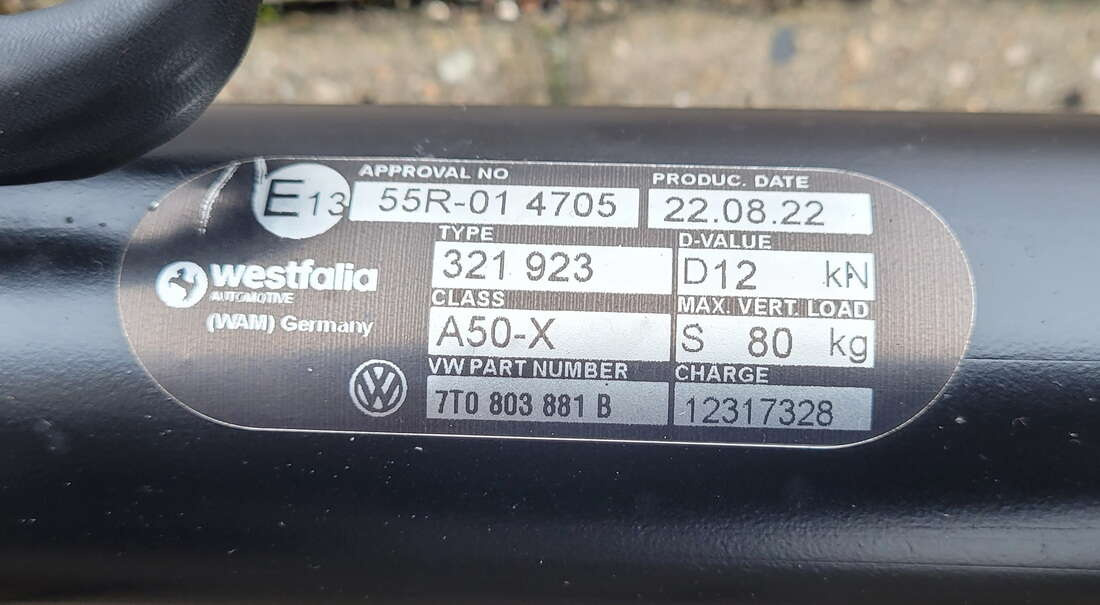 E13
APPROVAL NO
55R-01 4705
PRODUC. DATE
22.08.22
TYPE
321 923
D-VALUE
D12 kN
westfalia
AUTOMOTIVE
(WAM) Germany
CLASS
A50-X
MAX. VERT. LOAD
S 80 kg
VW PART NUMBER
7T0 803 881 B
CHARGE
12317328